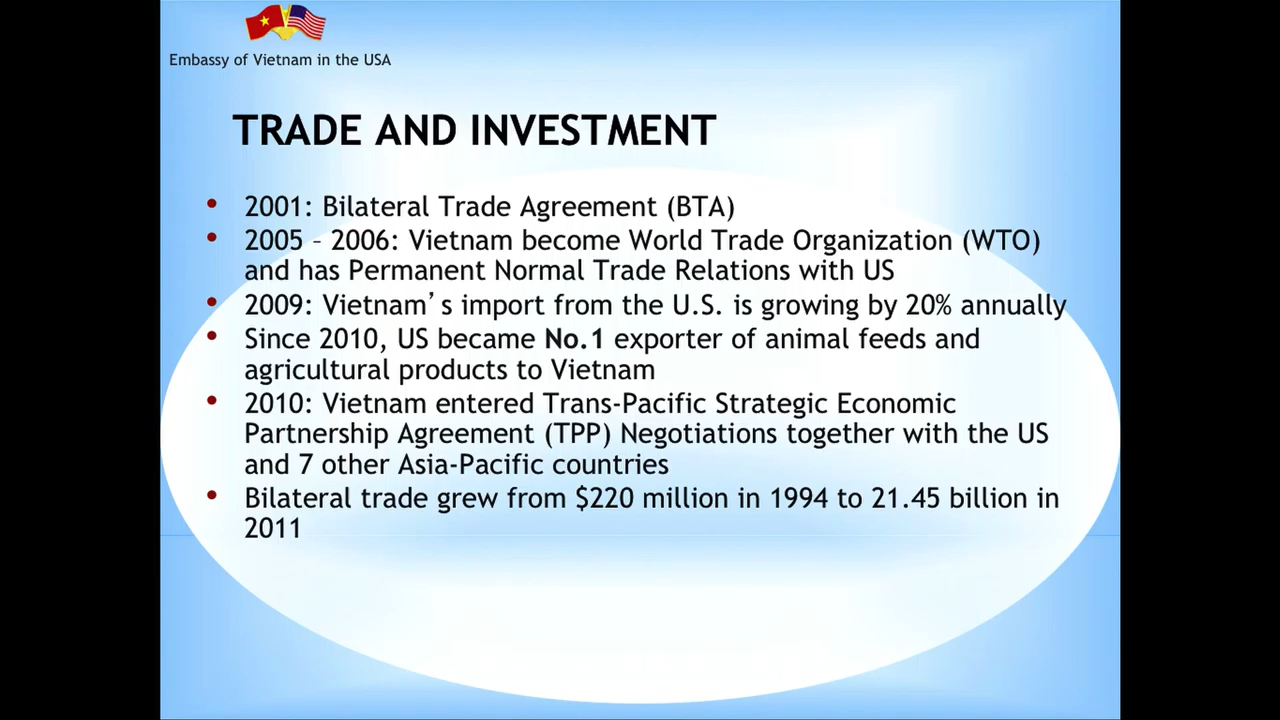 Embassy of Vietnam in the USA
TRADE AND INVESTMENT
• 2001: Bilateral Trade Agreement (BTA)
• 2005 – 2006: Vietnam become World Trade Organization (WTO)
and has Permanent Normal Trade Relations with US
• 2009: Vietnam’s import from the U.S. is growing by 20% annually
• Since 2010, US became No.1 exporter of animal feeds and
agricultural products to Vietnam
• 2010: Vietnam entered Trans-Pacific Strategic Economic
Partnership Agreement (TPP) Negotiations together with the US
and 7 other Asia-Pacific countries
• Bilateral trade grew from $220 million in 1994 to 21.45 billion in
2011